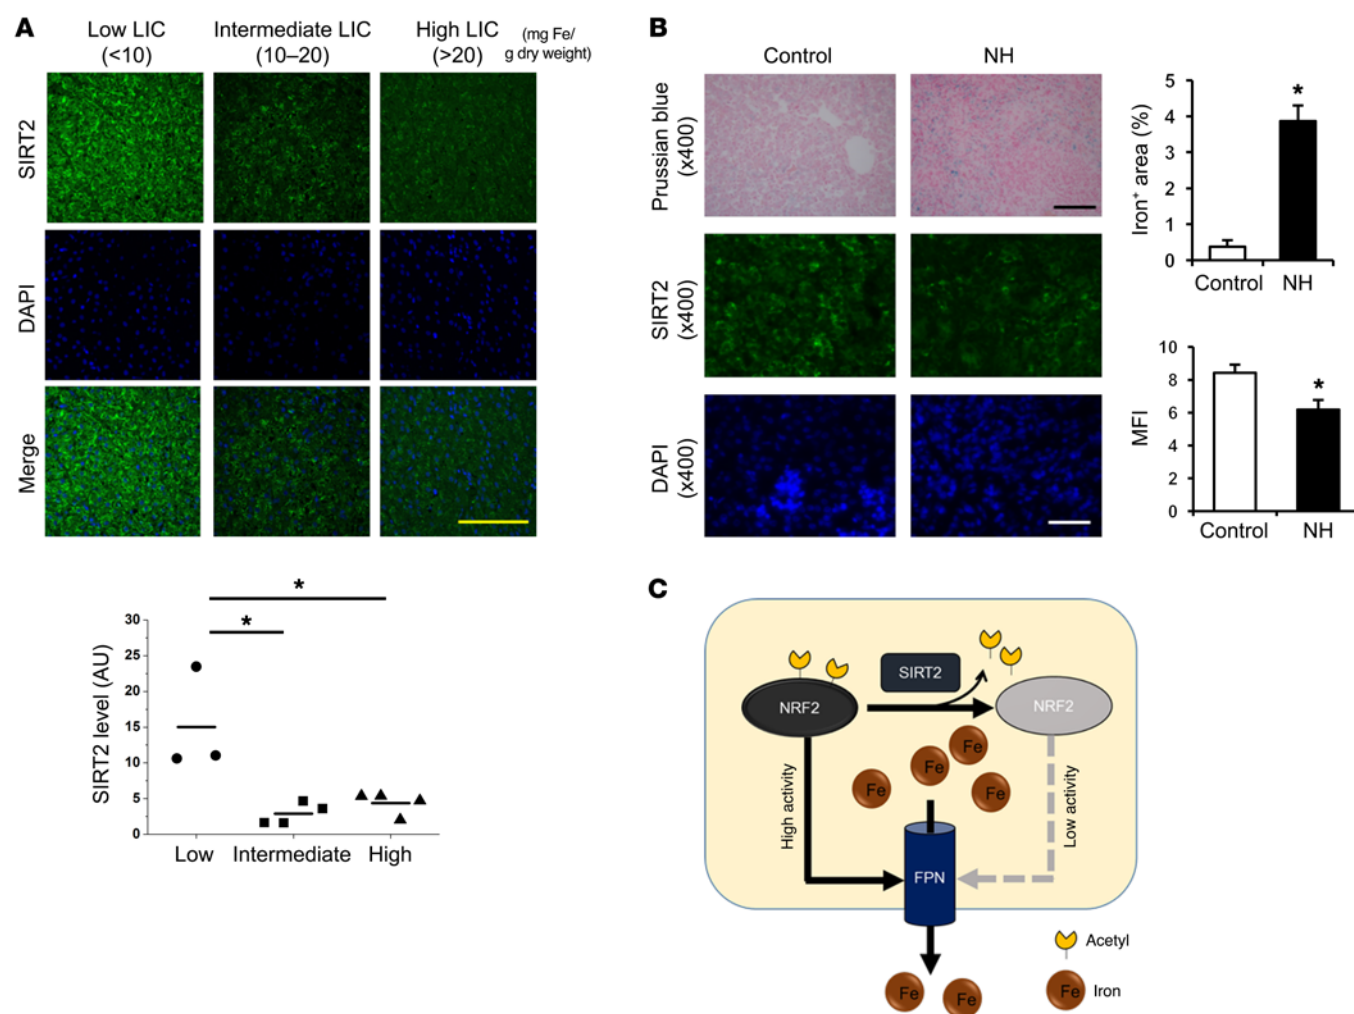 A
Low LIC
(<10)
Intermediate LIC
(10–20)
High LIC
(>20)
(mg Fe/
g dry weight)
SIRT2
DAPI
Merge
*
*
SIRT2 level (AU)
30
25
20
15
10
5
0
Low
Intermediate
High
B
Control
NH
Prussian blue
(x400)
SIRT2
(x400)
DAPI
(x400)
Iron⁺ area (%)
5
4
3
2
1
0
*
Control
NH
MFI
10
8
6
4
2
0
*
Control
NH
C
SIRT2
NRF2
NRF2
Fe
Fe
Fe
Fe
High activity
Low activity
FPN
Fe
Fe
Acetyl
Fe
Iron